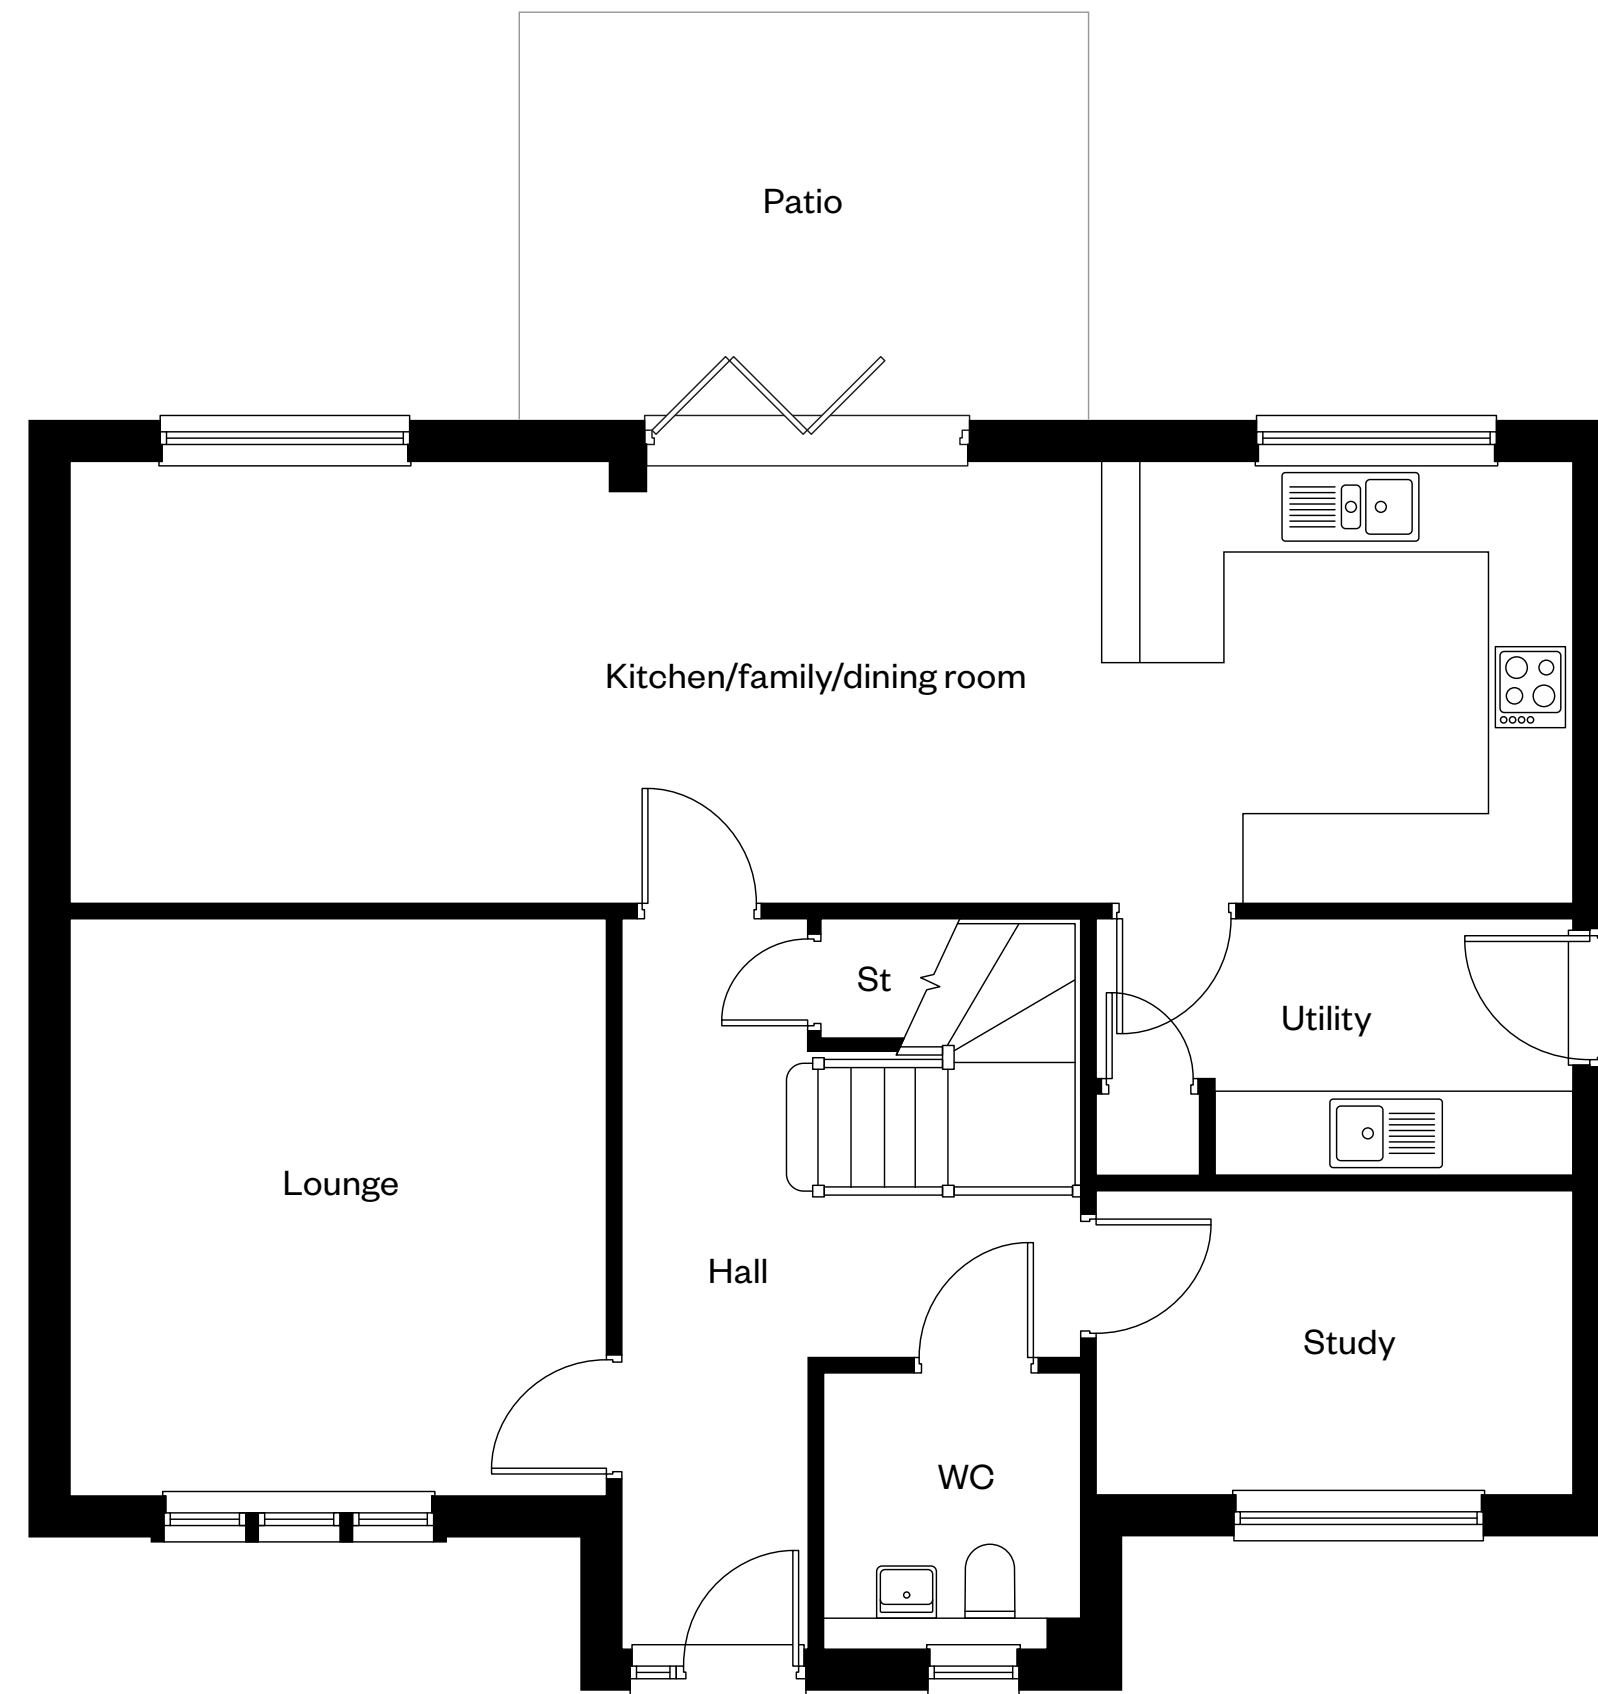 Patio
Kitchen/family/dining room
St
Utility
Lounge
Hall
Study
WC